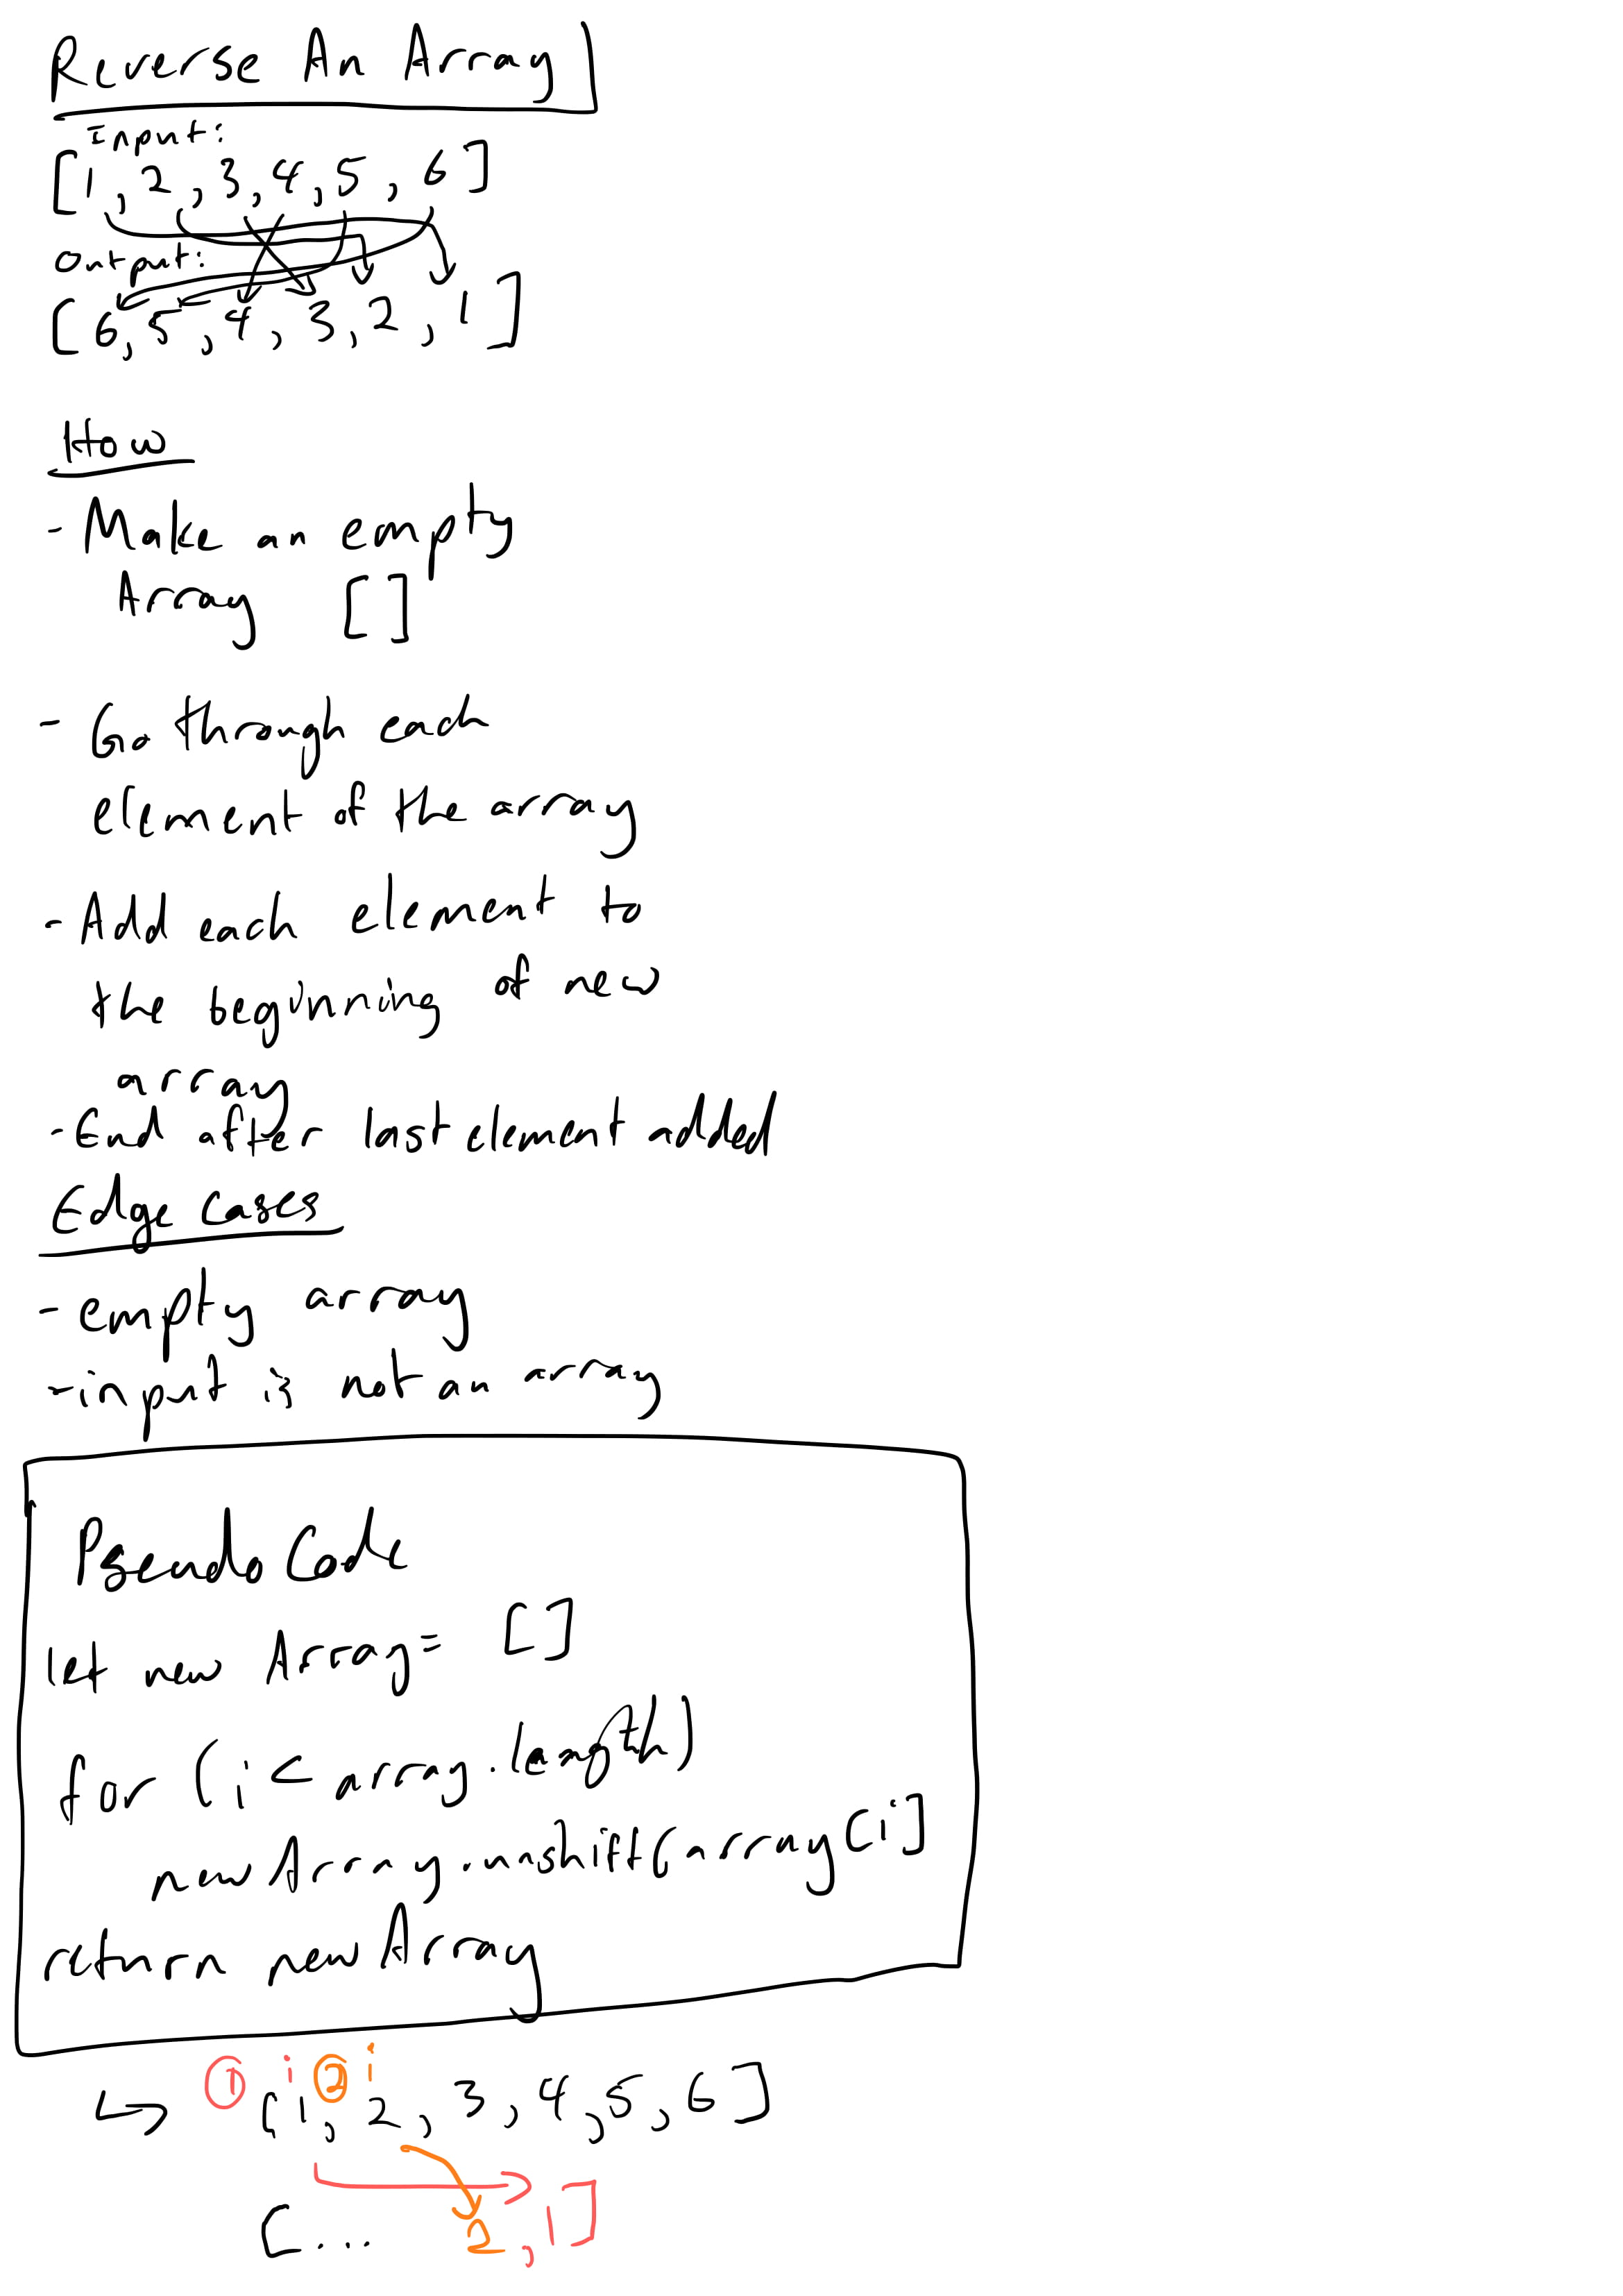 Reverse An Array
Input:
[1, 2, 3, 4, 5, 6]
output:
[6, 5, 4, 3, 2, 1]
How
- Make an empty
Array []
- Go through each
element of the array
- Add each element to
the beginning of new
array
- End after last element added
Edge cases
- empty array
- input is not an array
Pseudo Code
let new Array = []
for (i < array.length)
newArray.unshift(array[i]
return newArray
1 i 2 i
↳ [1, 2, 3, 4, 5, 6]
[... 2, 1]